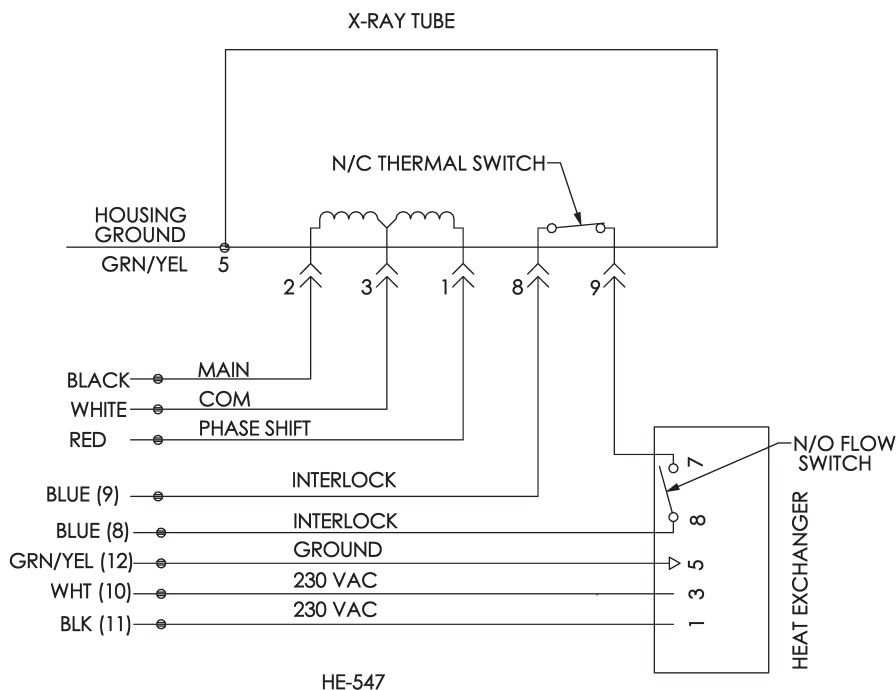 X-RAY TUBE
N/C THERMAL SWITCH
HOUSING
GROUND
GRN/YEL
5
2
3
1
8
9
BLACK
MAIN
WHITE
COM
RED
PHASE SHIFT
BLUE (9)
INTERLOCK
BLUE (8)
INTERLOCK
GRN/YEL (12)
GROUND
WHT (10)
230 VAC
BLK (11)
230 VAC
7
8
5
3
1
N/O FLOW
SWITCH
HEAT EXCHANGER
HE-547